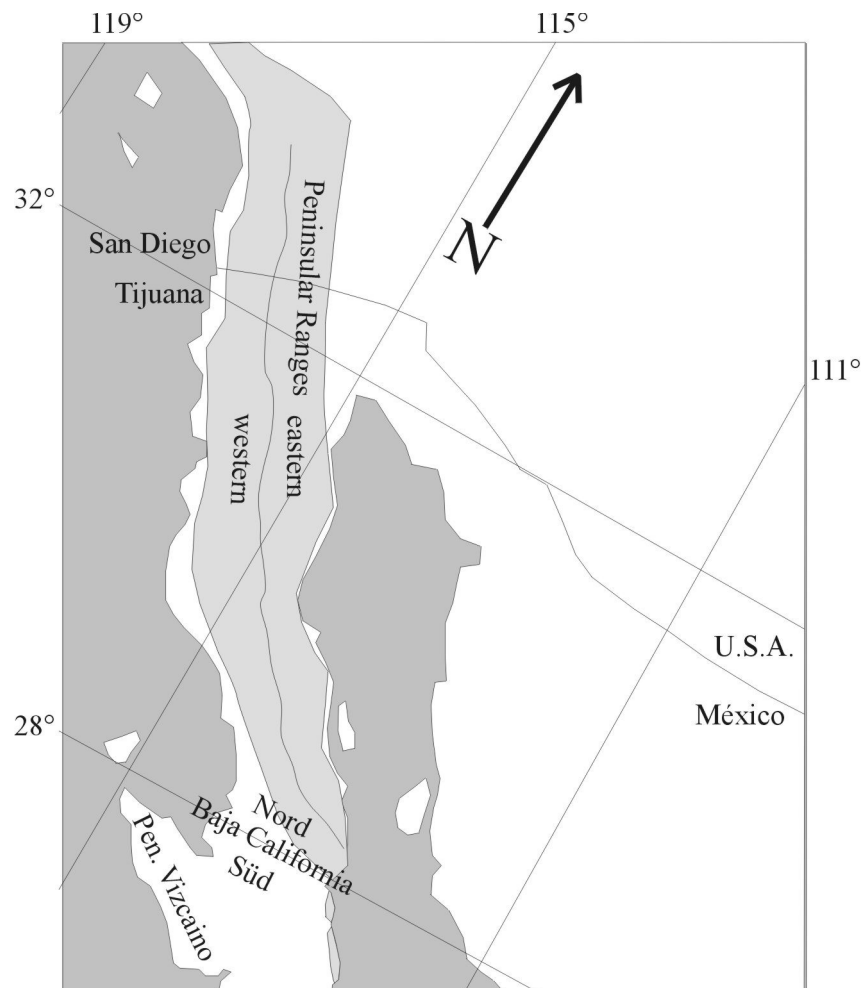 119°
115°
N
32°
San Diego
Tijuana
Peninsular Ranges
eastern
western
111°
U.S.A.
México
28°
Nord
Baja California
Süd
Pen. Vizcaino